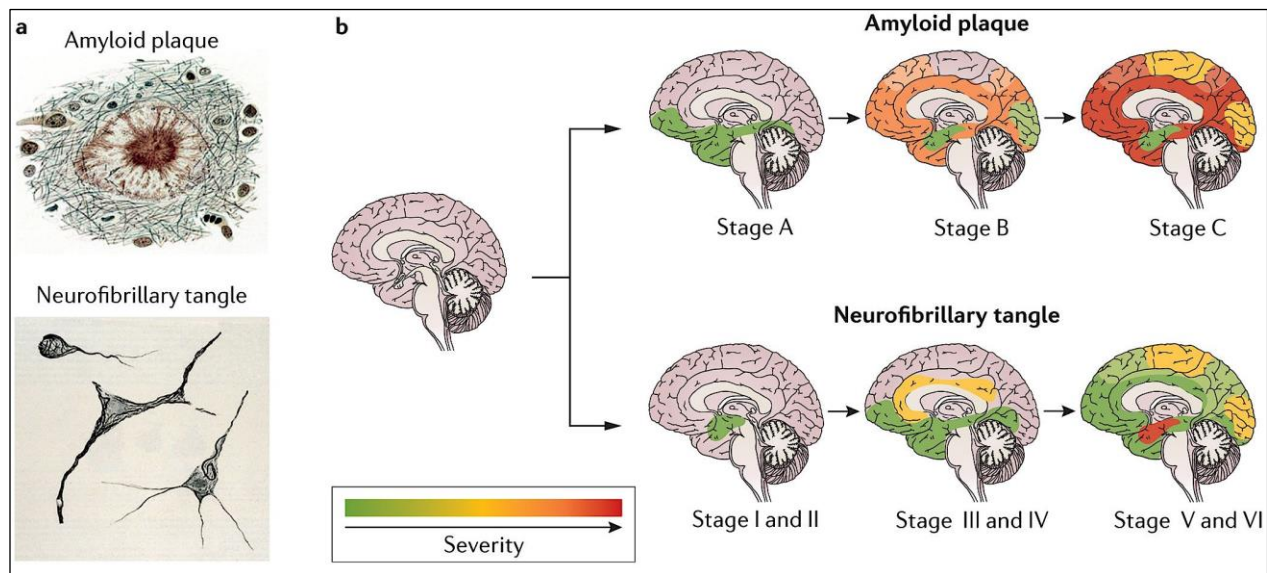 a
Amyloid plaque
Neurofibrillary tangle
b
Amyloid plaque
Stage A
Stage B
Stage C
Neurofibrillary tangle
Stage I and II
Stage III and IV
Stage V and VI
Severity